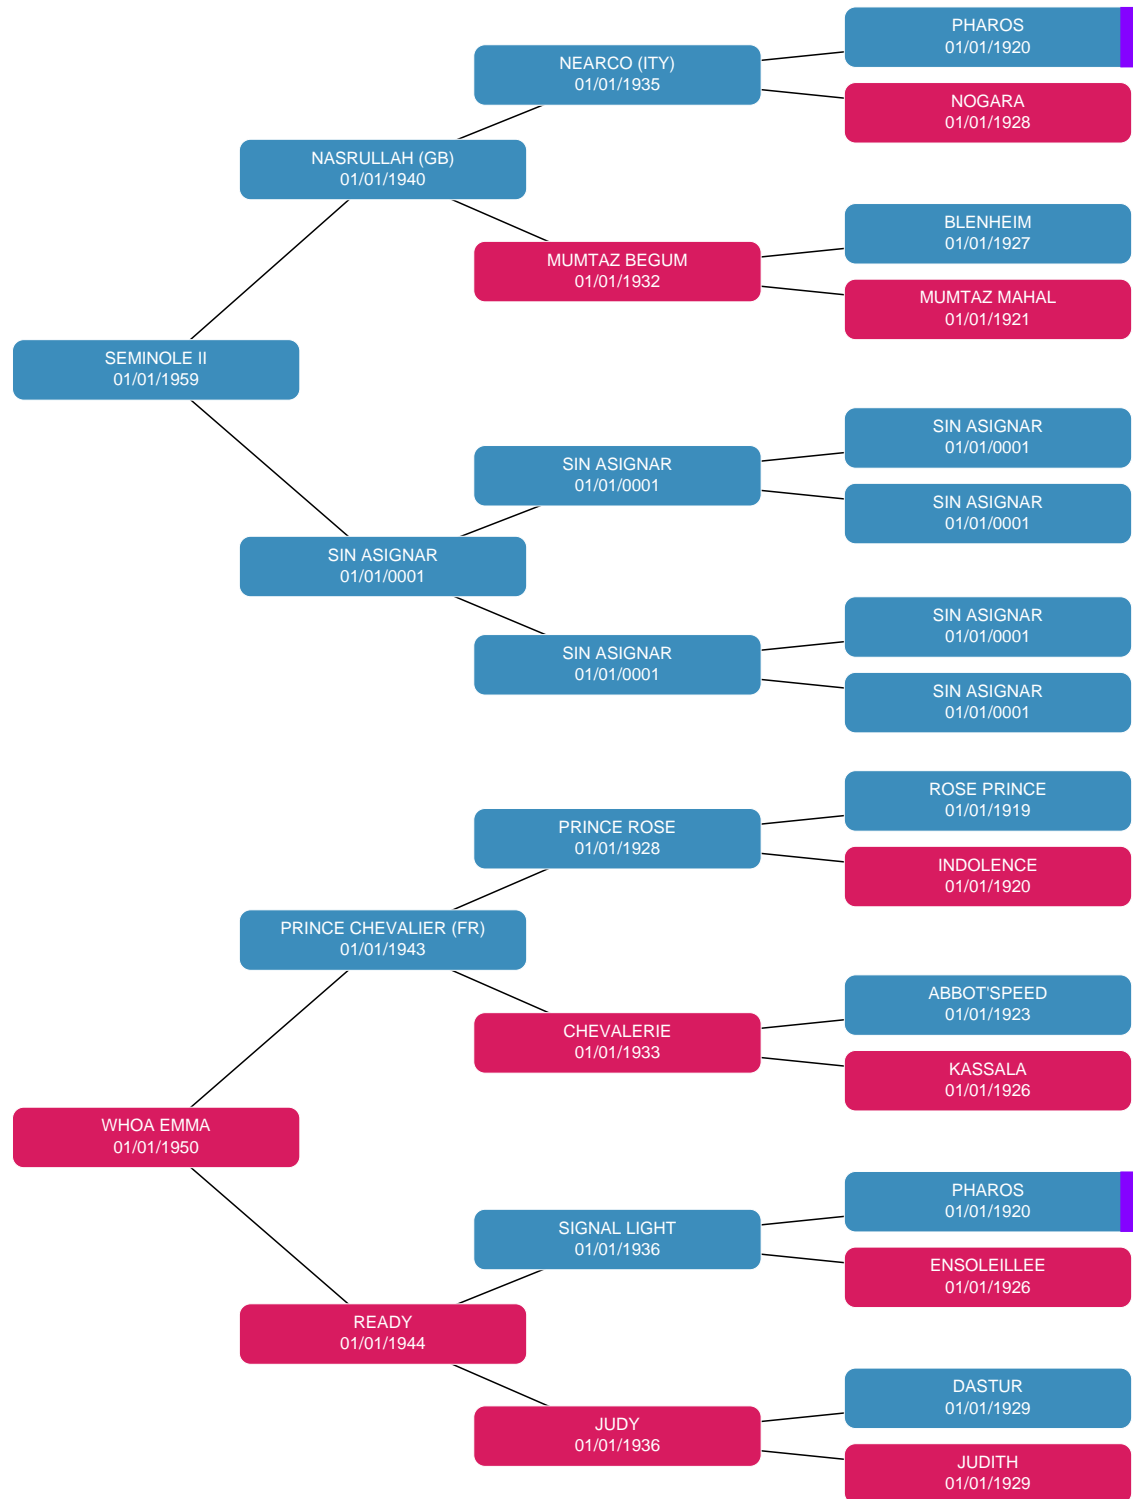 PHAROS
01/01/1920
NEARCO (ITY)
01/01/1935
NOGARA
01/01/1928
NASRULLAH (GB)
01/01/1940
BLENHEIM
01/01/1927
MUMTAZ BEGUM
01/01/1932
MUMTAZ MAHAL
01/01/1921
SEMINOLE II
01/01/1959
SIN ASIGNAR
01/01/0001
SIN ASIGNAR
01/01/0001
SIN ASIGNAR
01/01/0001
SIN ASIGNAR
01/01/0001
SIN ASIGNAR
01/01/0001
SIN ASIGNAR
01/01/0001
SIN ASIGNAR
01/01/0001
ROSE PRINCE
01/01/1919
PRINCE ROSE
01/01/1928
INDOLENCE
01/01/1920
PRINCE CHEVALIER (FR)
01/01/1943
ABBOT'SPEED
01/01/1923
CHEVALERIE
01/01/1933
KASSALA
01/01/1926
WHOA EMMA
01/01/1950
PHAROS
01/01/1920
SIGNAL LIGHT
01/01/1936
ENSOLEILLEE
01/01/1926
READY
01/01/1944
DASTUR
01/01/1929
JUDY
01/01/1936
JUDITH
01/01/1929